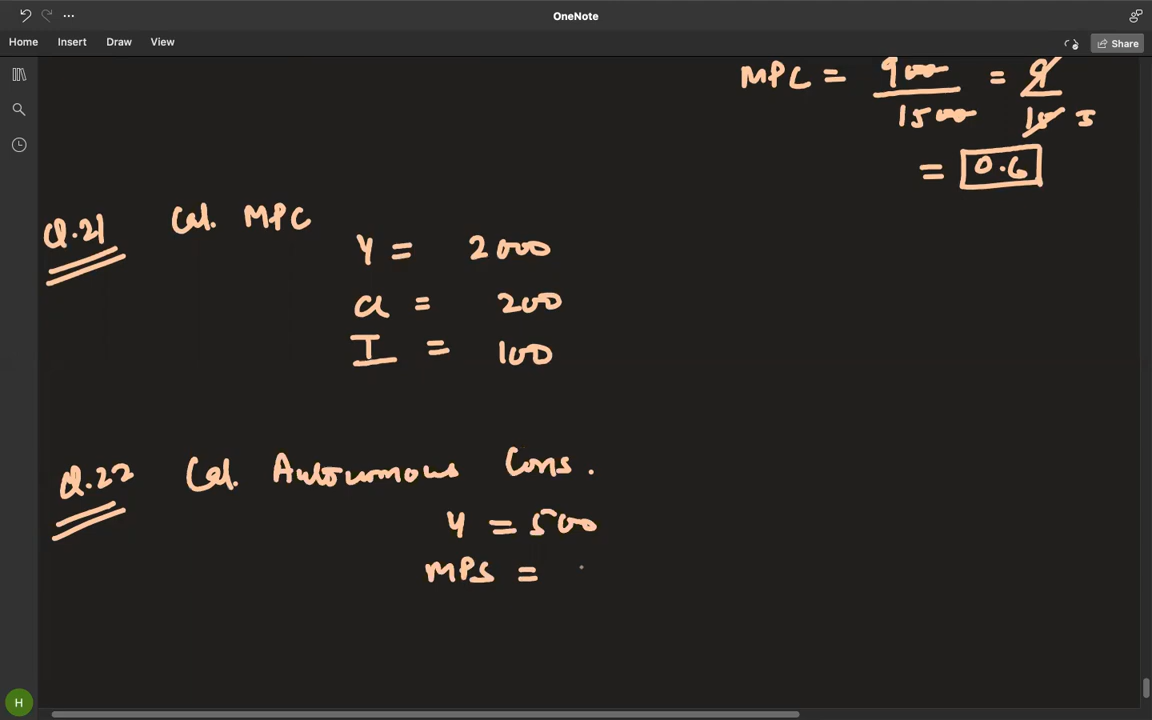 OneNote
Home Insert Draw View Share
MPC = 900/1500 = 9/15 5
= 0.6
Q.21 Cal. MPC
Y = 2000
a = 200
I = 100
Q.22 Cal. Autonomous Cons.
Y = 500
MPS =
H